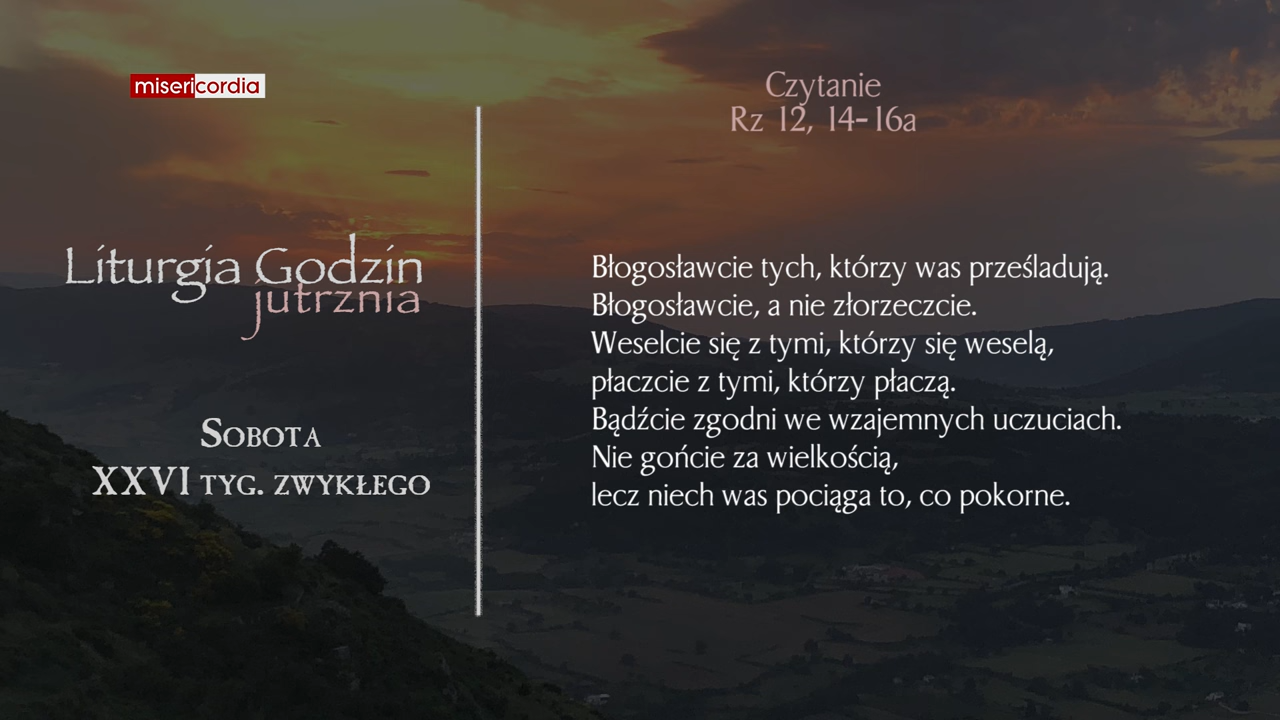 misericordia
Liturgia Godzin
jutrznia
Sobota
XXVI tyg. zwykłego
Czytanie
Rz 12, 14-16a
Błogosławcie tych, którzy was prześladują.
Błogosławcie, a nie złorzeczcie.
Weselcie się z tymi, którzy się weselą,
płaczcie z tymi, którzy płaczą.
Bądźcie zgodni we wzajemnych uczuciach.
Nie gońcie za wielkością,
lecz niech was pociąga to, co pokorne.